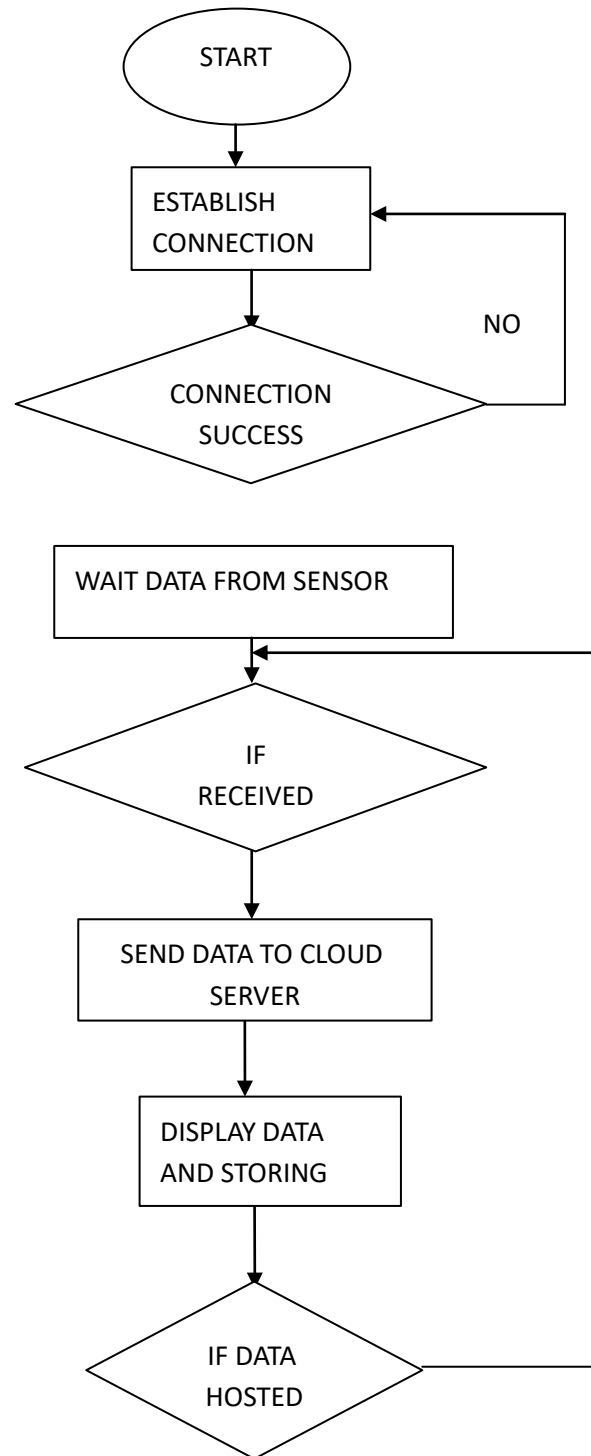 START
ESTABLISH
CONNECTION
NO
CONNECTION
SUCCESS
WAIT DATA FROM SENSOR
IF
RECEIVED
SEND DATA TO CLOUD
SERVER
DISPLAY DATA
AND STORING
IF DATA
HOSTED